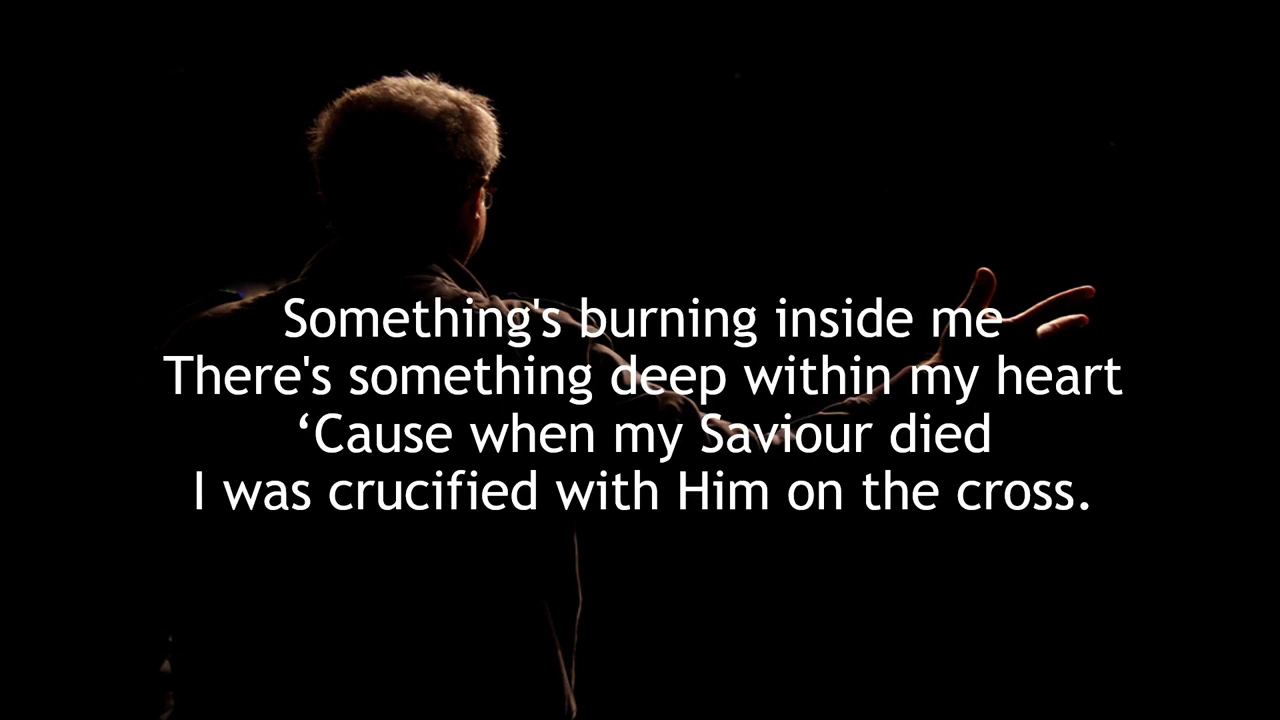 Something's burning inside me
There's something deep within my heart
‘Cause when my Saviour died
I was crucified with Him on the cross.